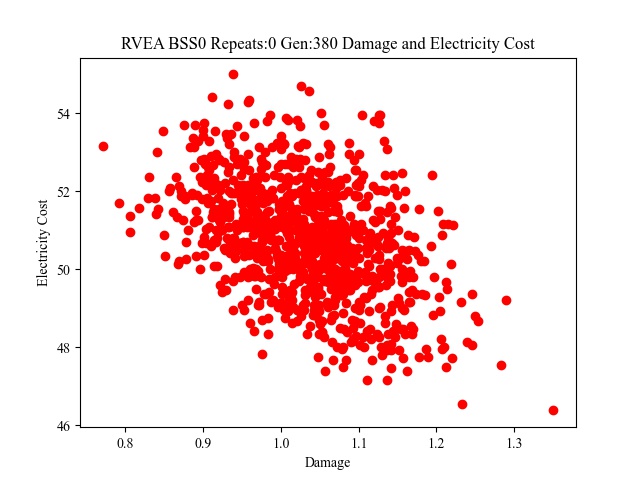 RVEA BSS0 Repeats:0 Gen:380 Damage and Electricity Cost
54
52
50
48
46
Electricity Cost
0.8 0.9 1.0 1.1 1.2 1.3
Damage